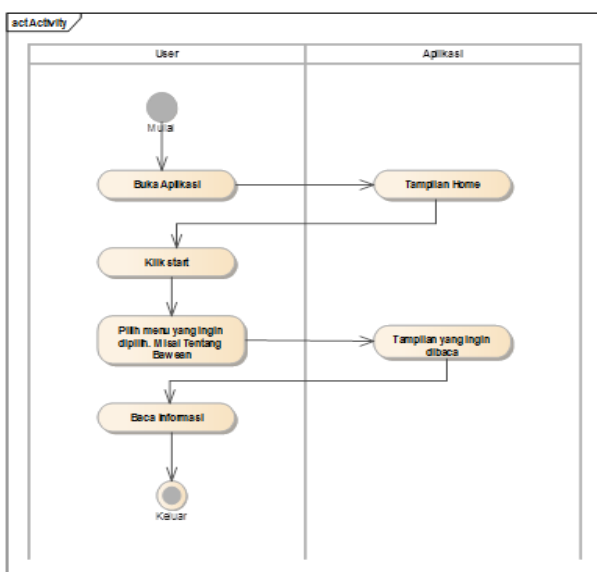 act Activity
User
Aplikasi
Mulai
Buka Aplikasi
Tampilan Home
Klik start
Pilih menu yang ingin
dipilih. Misal Tentang
Bawean
Tampilan yang ingin
dibaca
Baca Informasi
Keluar